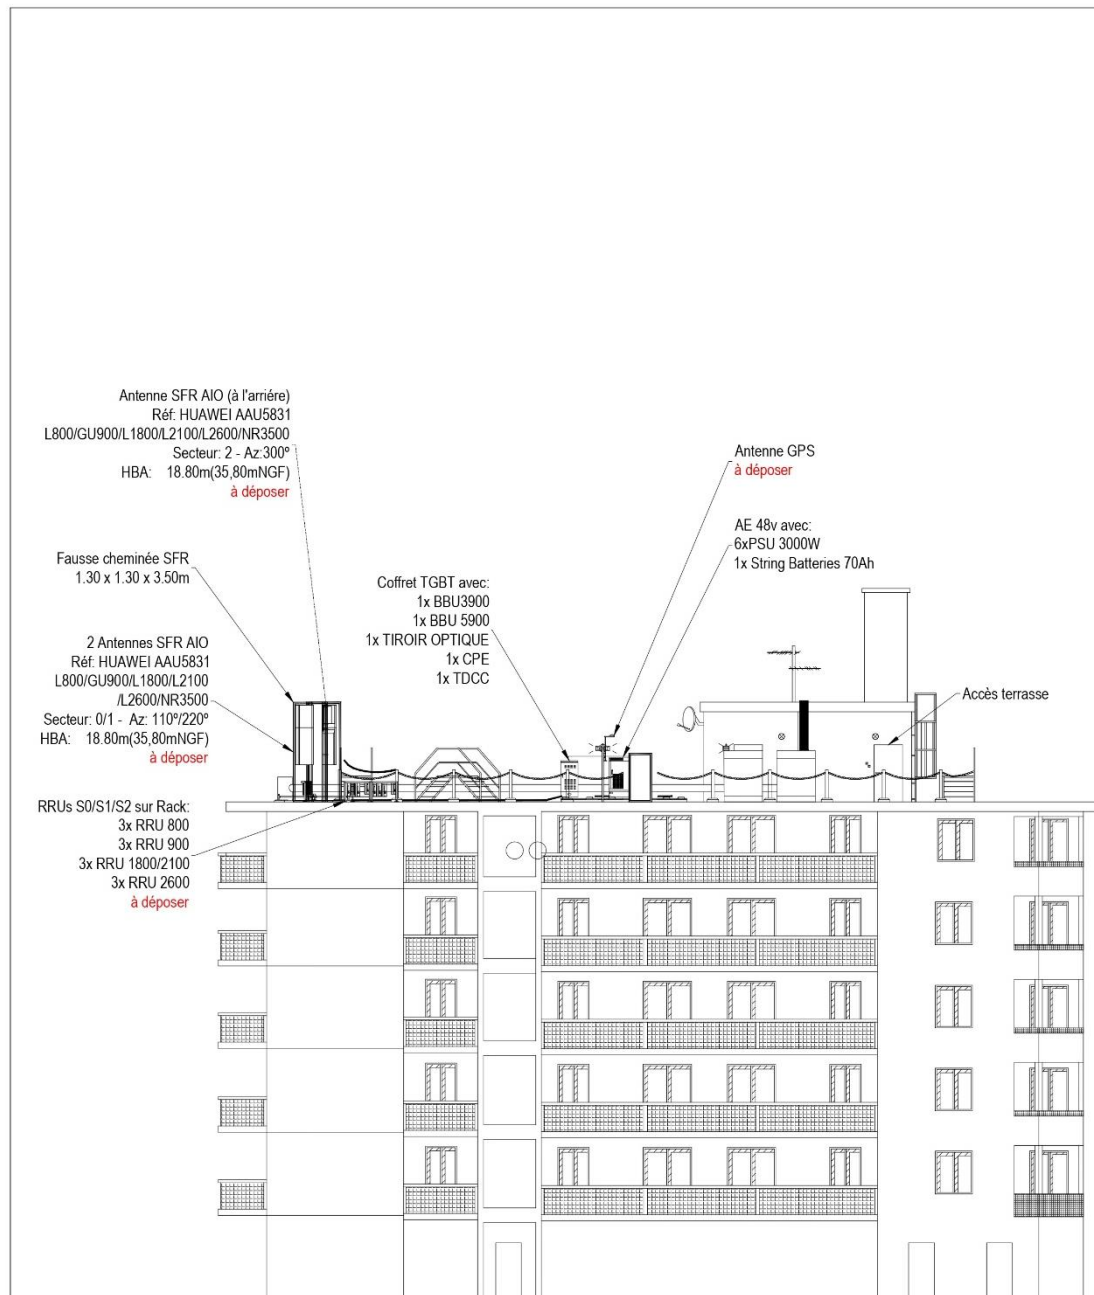 Antenne SFR AIO (à l'arriére)
Réf: HUAWEI AAU5831
L800/GU900/L1800/L2100/L2600/NR3500
Secteur: 2 - Az:300º
HBA: 18.80m(35,80mNGF)
à déposer
Antenne GPS
à déposer
AE 48v avec:
6xPSU 3000W
1x String Batteries 70Ah
Fausse cheminée SFR
1.30 x 1.30 x 3.50m
Coffret TGBT avec:
1x BBU3900
1x BBU 5900
1x TIROIR OPTIQUE
1x CPE
1x TDCC
2 Antennes SFR AIO
Réf: HUAWEI AAU5831
L800/GU900/L1800/L2100
/L2600/NR3500
Secteur: 0/1 - Az: 110º/220º
HBA: 18.80m(35,80mNGF)
à déposer
Accès terrasse
RRUs S0/S1/S2 sur Rack:
3x RRU 800
3x RRU 900
3x RRU 1800/2100
3x RRU 2600
à déposer